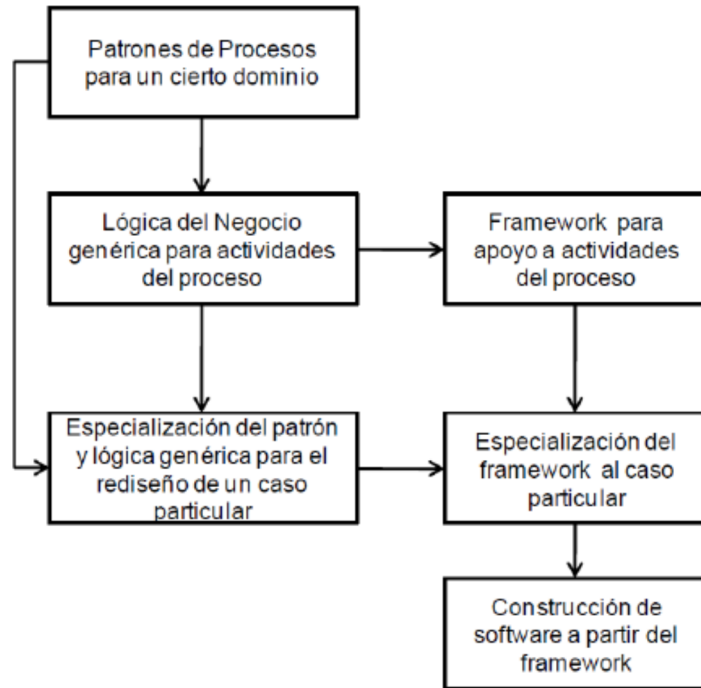 Patrones de Procesos
para un cierto dominio
Lógica del Negocio
genérica para actividades
del proceso
Framework para
apoyo a actividades
del proceso
Especialización del patrón
y lógica genérica para el
rediseño de un caso
particular
Especialización del
framework al caso
particular
Construcción de
software a partir del
framework